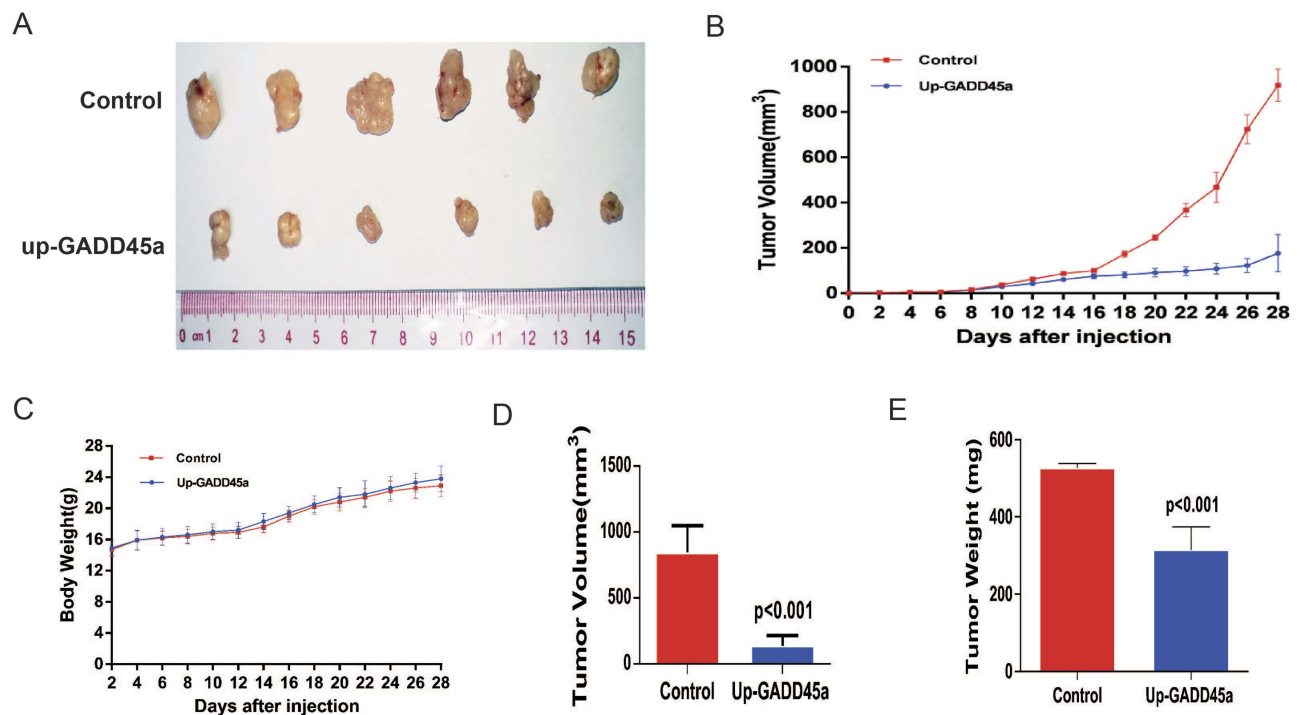 A
Control
up-GADD45a
0 cm 1 2 3 4 5 6 7 8 9 10 11 12 13 14 15
B
Control
Up-GADD45a
Tumor Volume(mm³)
1000
800
600
400
200
0
0 2 4 6 8 10 12 14 16 18 20 22 24 26 28
Days after injection
C
Control
Up-GADD45a
Body Weight(g)
28
24
20
16
12
8
4
0
2 4 6 8 10 12 14 16 18 20 22 24 26 28
Days after injection
D
Tumor Volume(mm³)
1500
1000
500
0
p<0.001
Control Up-GADD45a
E
Tumor Weight (mg)
600
400
200
0
p<0.001
Control Up-GADD45a